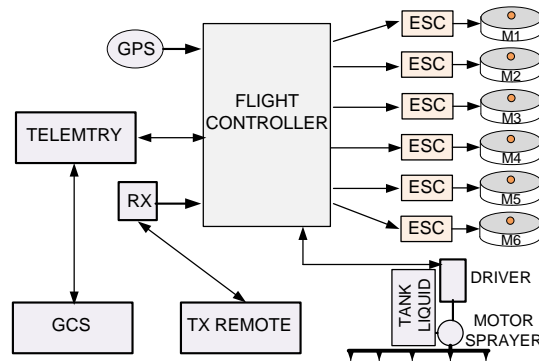 GPS
FLIGHT
CONTROLLER
ESC
M1
ESC
M2
ESC
M3
ESC
M4
ESC
M5
ESC
M6
TELEMTRY
RX
GCS
TX REMOTE
TANK
LIQUID
DRIVER
MOTOR
SPRAYER